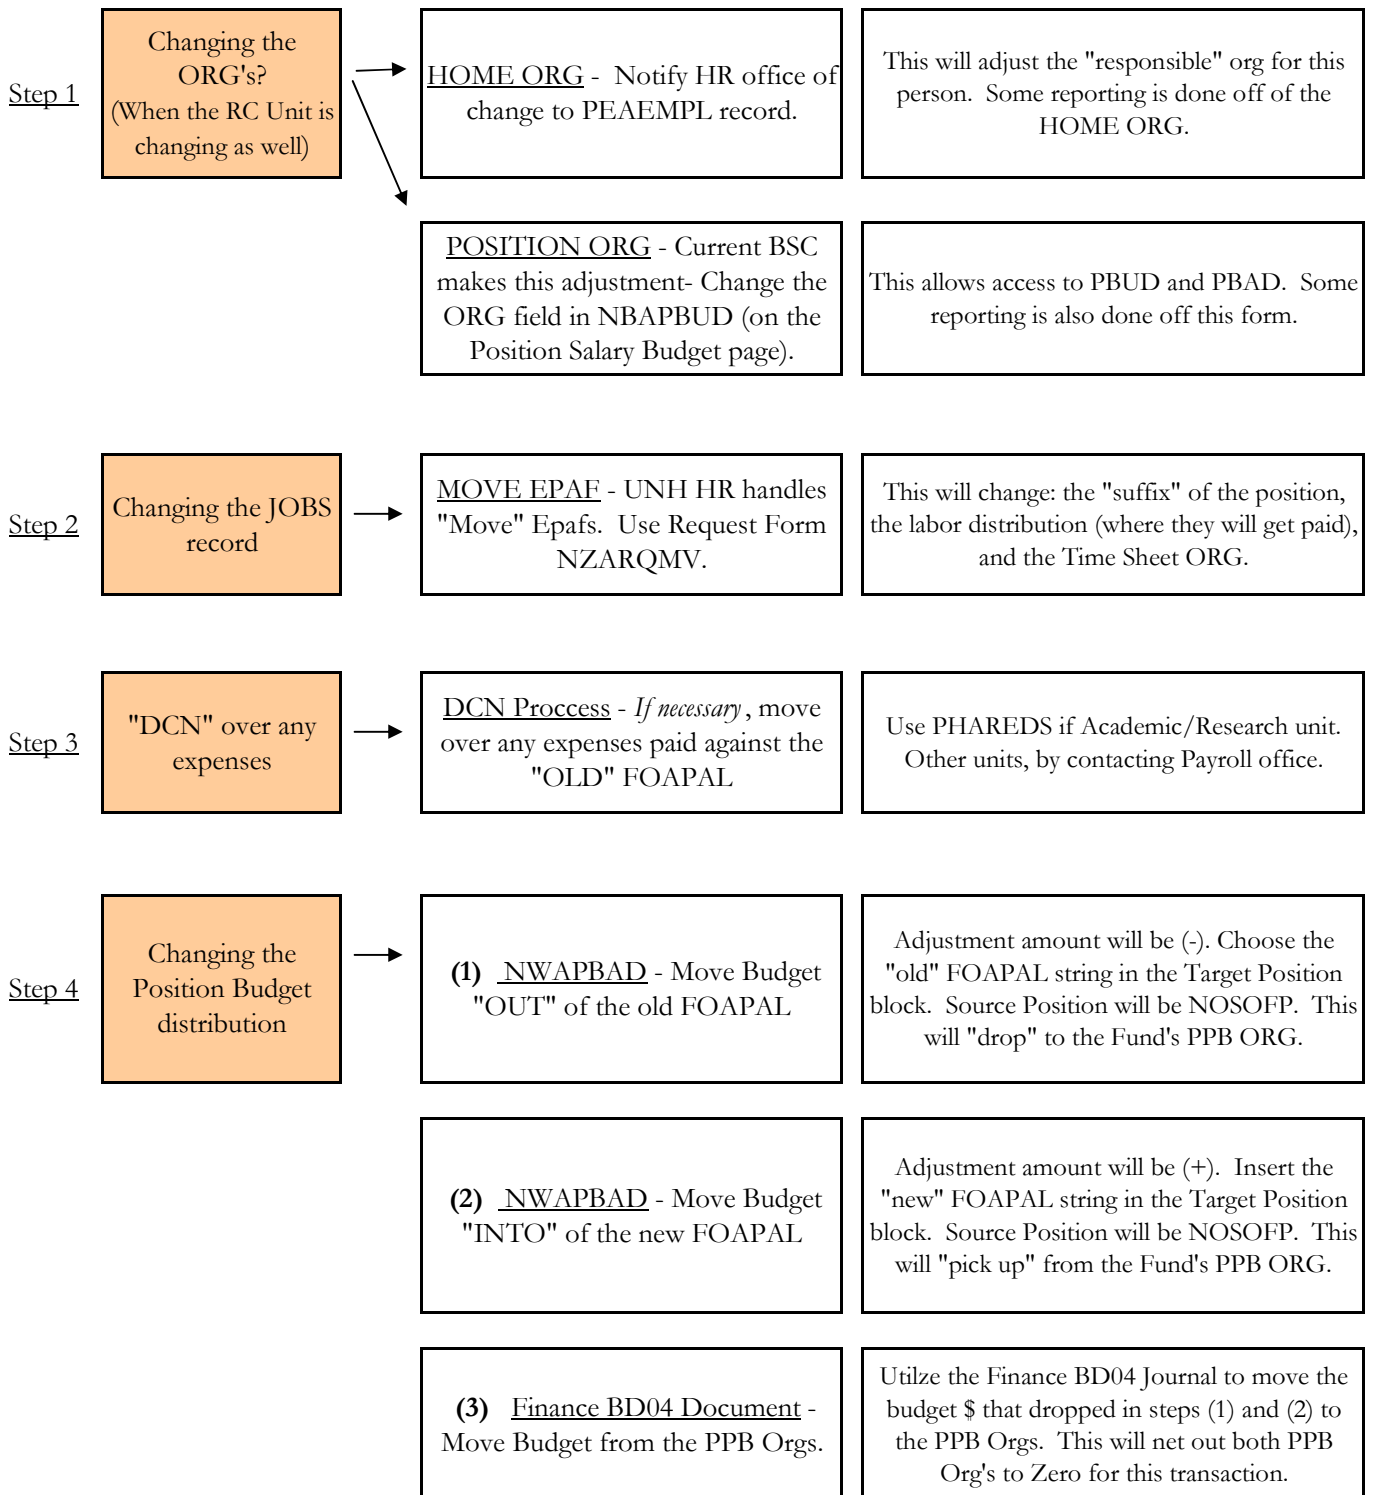 Step 1
Changing the
ORG's?
(When the RC Unit is
changing as well)
HOME ORG - Notify HR office of
change to PEAEMPL record.
This will adjust the "responsible" org for this
person. Some reporting is done off of the
HOME ORG.
POSITION ORG - Current BSC
makes this adjustment- Change the
ORG field in NBAPBUD (on the
Position Salary Budget page).
This allows access to PBUD and PBAD. Some
reporting is also done off this form.
Step 2
Changing the JOBS
record
MOVE EPAF - UNH HR handles
"Move" Epafs. Use Request Form
NZARQMV.
This will change: the "suffix" of the position,
the labor distribution (where they will get paid),
and the Time Sheet ORG.
Step 3
"DCN" over any
expenses
DCN Proccess - If necessary, move
over any expenses paid against the
"OLD" FOAPAL
Use PHAREDS if Academic/Research unit.
Other units, by contacting Payroll office.
Step 4
Changing the
Position Budget
distribution
(1) NWAPBAD - Move Budget
"OUT" of the old FOAPAL
Adjustment amount will be (-). Choose the
"old" FOAPAL string in the Target Position
block. Source Position will be NOSOFP. This
will "drop" to the Fund's PPB ORG.
(2) NWAPBAD - Move Budget
"INTO" of the new FOAPAL
Adjustment amount will be (+). Insert the
"new" FOAPAL string in the Target Position
block. Source Position will be NOSOFP. This
will "pick up" from the Fund's PPB ORG.
(3) Finance BD04 Document -
Move Budget from the PPB Orgs.
Utilze the Finance BD04 Journal to move the
budget $ that dropped in steps (1) and (2) to
the PPB Orgs. This will net out both PPB
Org's to Zero for this transaction.